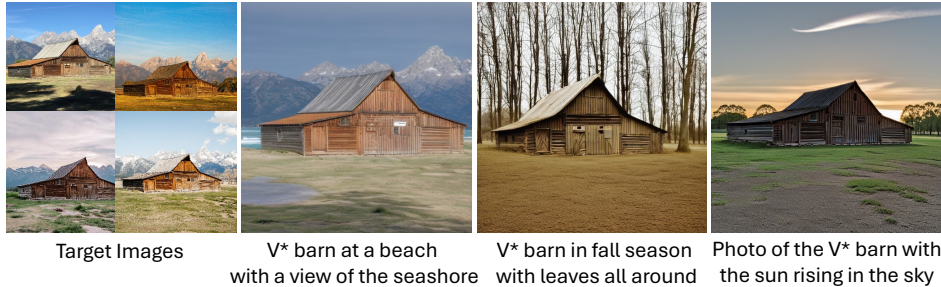 Target Images
V* barn at a beach
with a view of the seashore
V* barn in fall season
with leaves all around
Photo of the V* barn with
the sun rising in the sky